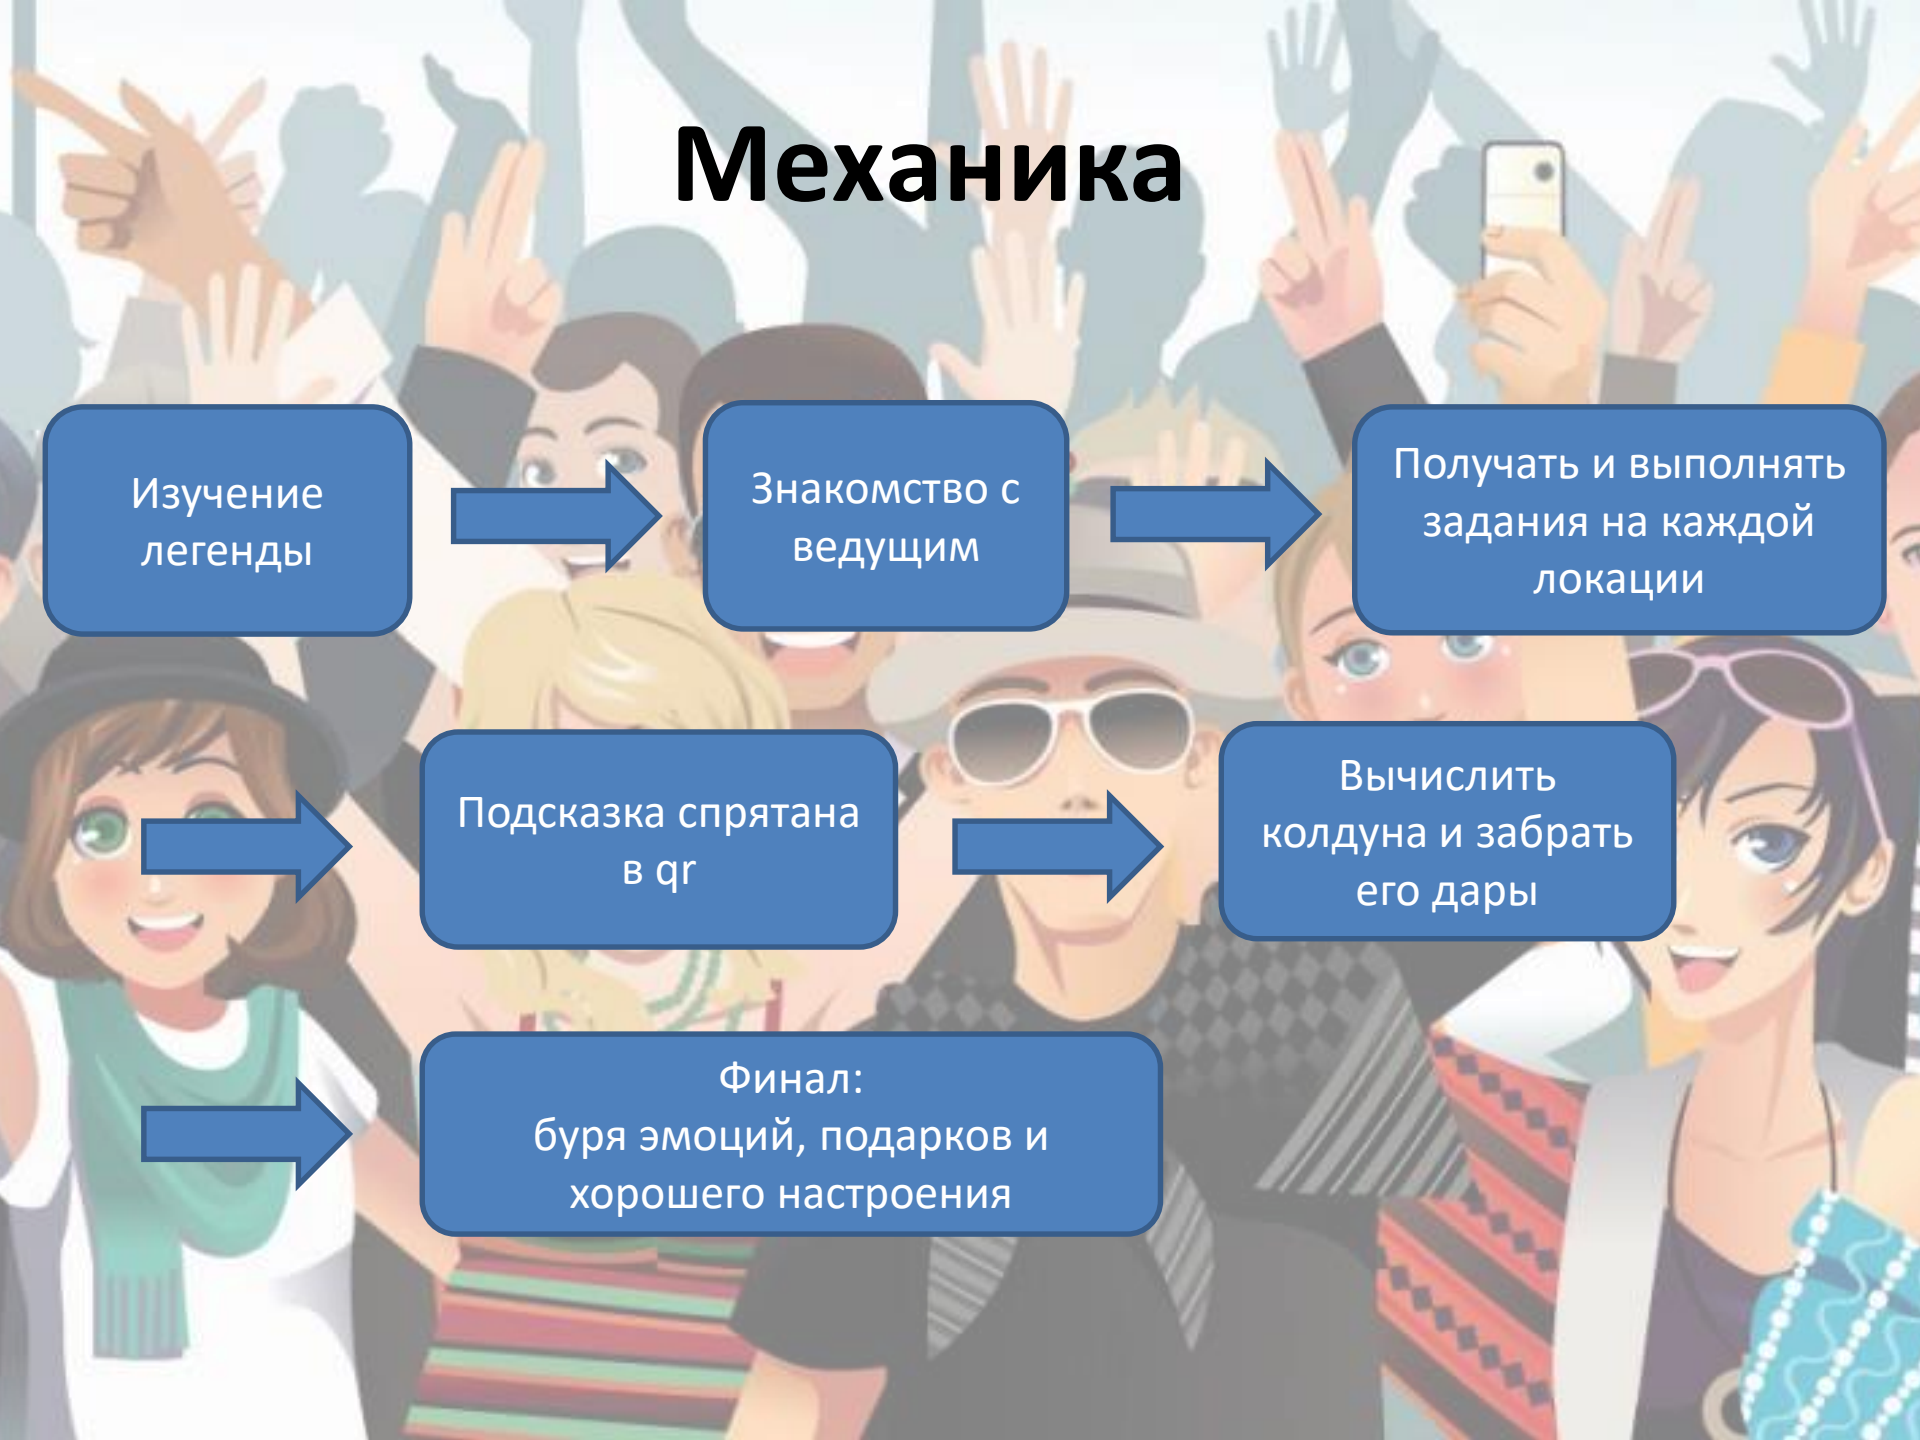 Механика
Изучение
легенды
Знакомство с
ведущим
Получать и выполнять
задания на каждой
локации
Подсказка спрятана
в qr
Вычислить
колдуна и забрать
его дары
Финал:
буря эмоций, подарков и
хорошего настроения